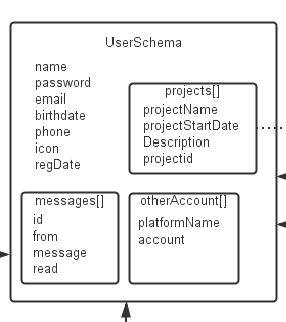 UserSchema
name
password
email
birthdate
phone
icon
regDate
projects[]
projectName
projectStartDate
Description
projectid
messages[]
id
from
message
read
otherAccount[]
platformName
account